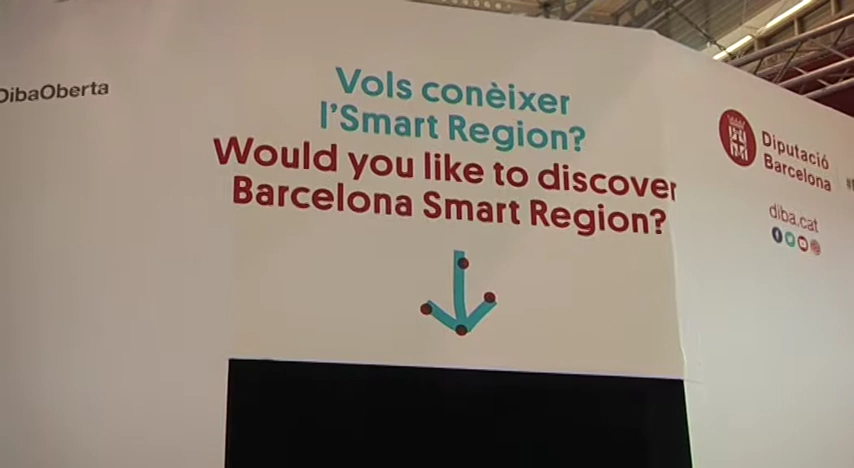 DibaOberta
Vols conèixer
l'Smart Region?
Would you like to discover
Barcelona Smart Region?
Diputació
Barcelona
diba.cat